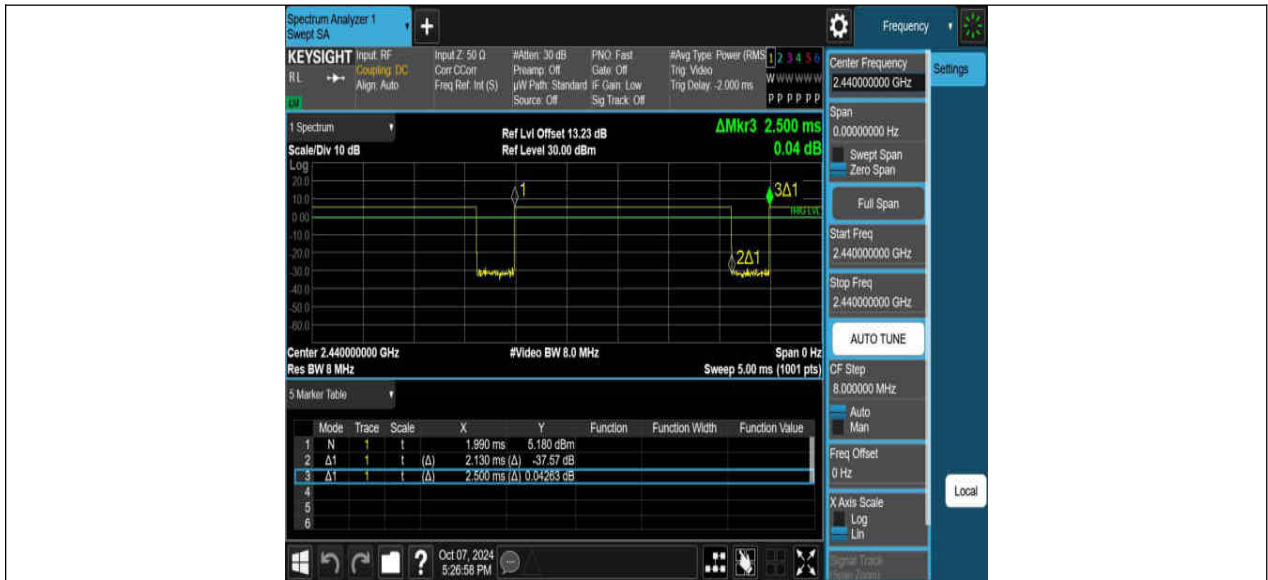 Spectrum Analyzer 1
Swept SA
+
Frequency
KEYSIGHT
RL
LM
Input: RF
Coupling: DC
Align: Auto
Input Z: 50 Ω
Corr CCorr
Freq Ref: Int (S)
#Atten: 30 dB
Preamp: Off
µW Path: Standard
Source: Off
PNO: Fast
Gate: Off
IF Gain: Low
Sig Track: Off
#Avg Type: Power (RMS
Trig: Video
Trig Delay: -2.000 ms
1 2 3 4 5 6
W W W W W W
P P P P P P
1 Spectrum
Scale/Div 10 dB
Log
Ref Lvl Offset 13.23 dB
Ref Level 30.00 dBm
ΔMkr3 2.500 ms
0.04 dB
20.0
10.0
0.00
-10.0
-20.0
-30.0
-40.0
-50.0
-60.0
1
3Δ1
TRIG LVL
2Δ1
Center 2.440000000 GHz
Res BW 8 MHz
#Video BW 8.0 MHz
Span 0 Hz
Sweep 5.00 ms (1001 pts)
5 Marker Table
Mode Trace Scale X Y Function Function Width Function Value
1 N 1 t 1.990 ms 5.180 dBm
2 Δ1 1 t (Δ) 2.130 ms (Δ) -37.57 dB
3 Δ1 1 t (Δ) 2.500 ms (Δ) 0.04263 dB
4
5
6
?
Oct 07, 2024
5:26:58 PM
Center Frequency
2.440000000 GHz
Settings
Span
0.00000000 Hz
Swept Span
Zero Span
Full Span
Start Freq
2.440000000 GHz
Stop Freq
2.440000000 GHz
AUTO TUNE
CF Step
8.000000 MHz
Auto
Man
Freq Offset
0 Hz
X Axis Scale
Log
Lin
Signal Track
(Span Zoom)
Local